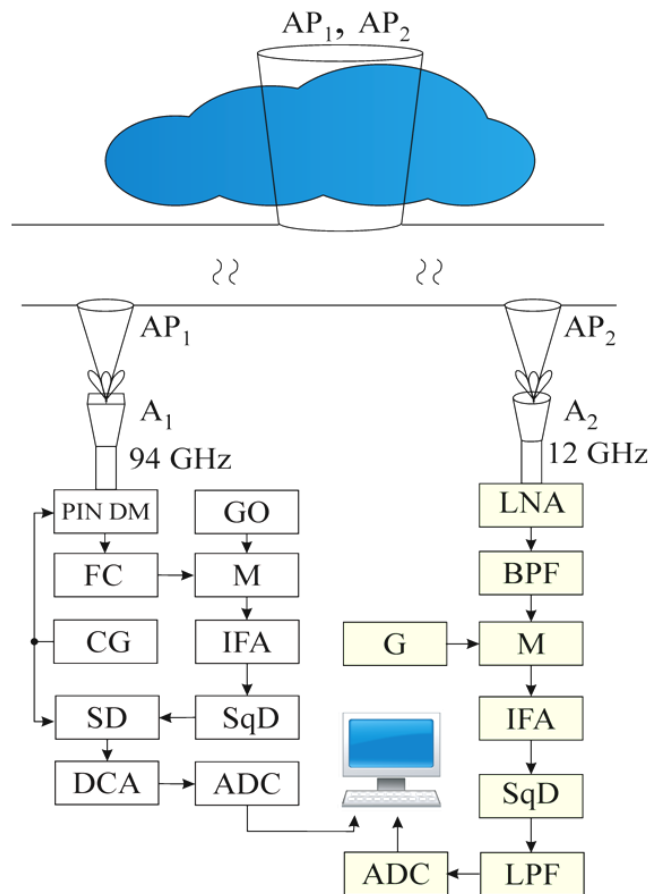 AP₁, AP₂
AP₁
AP₂
A₁
A₂
94 GHz
12 GHz
PIN DM
GO
LNA
FC
M
BPF
CG
IFA
G
M
SD
SqD
IFA
DCA
ADC
SqD
ADC
LPF